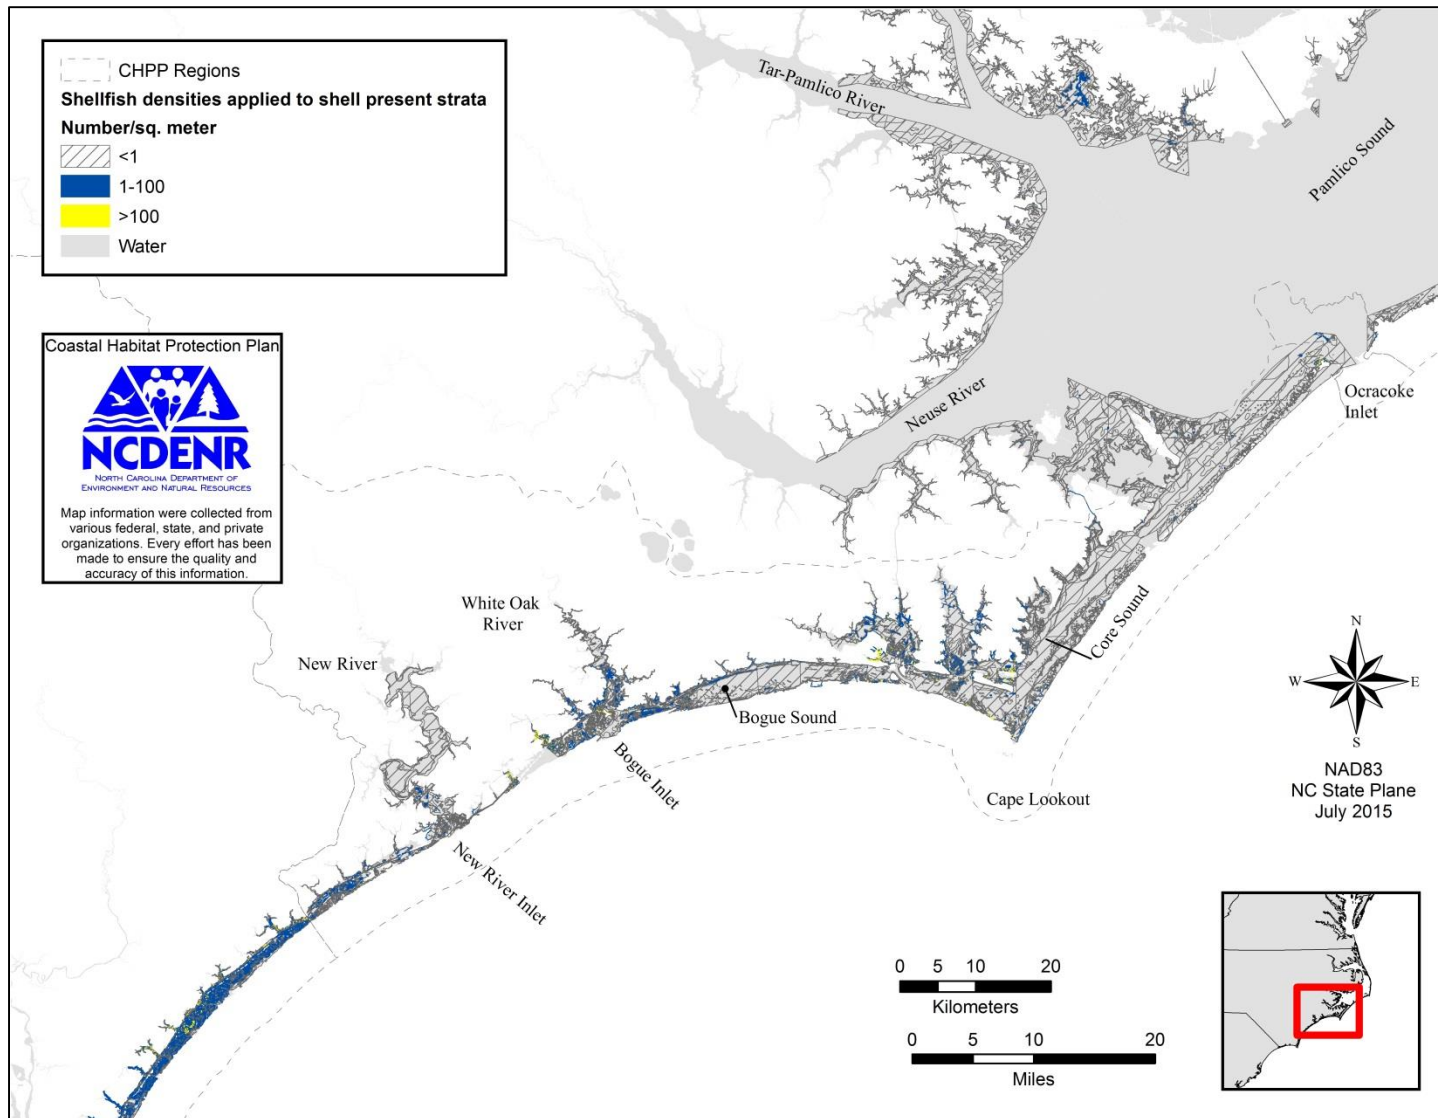 CHPP Regions
Shellfish densities applied to shell present strata
Number/sq. meter
<1
1-100
>100
Water
Coastal Habitat Protection Plan
NCDENR
NORTH CAROLINA DEPARTMENT OF
ENVIRONMENT AND NATURAL RESOURCES
Map information were collected from
various federal, state, and private
organizations. Every effort has been
made to ensure the quality and
accuracy of this information.
Tar-Pamlico River
Pamlico Sound
Neuse River
Ocracoke
Inlet
White Oak
River
New River
Core Sound
Bogue Sound
Bogue Inlet
Cape Lookout
New River Inlet
N
W
E
S
NAD83
NC State Plane
July 2015
0 5 10 20
Kilometers
0 5 10 20
Miles